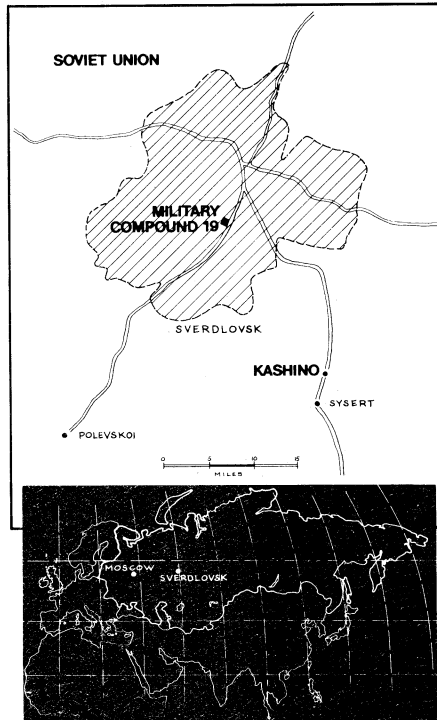 SOVIET UNION
MILITARY
COMPOUND 19
SVERDLOVSK
KASHINO
SYSERT
POLEVSKOI
0 5 10 15
MILES
MOSCOW
SVERDLOVSK